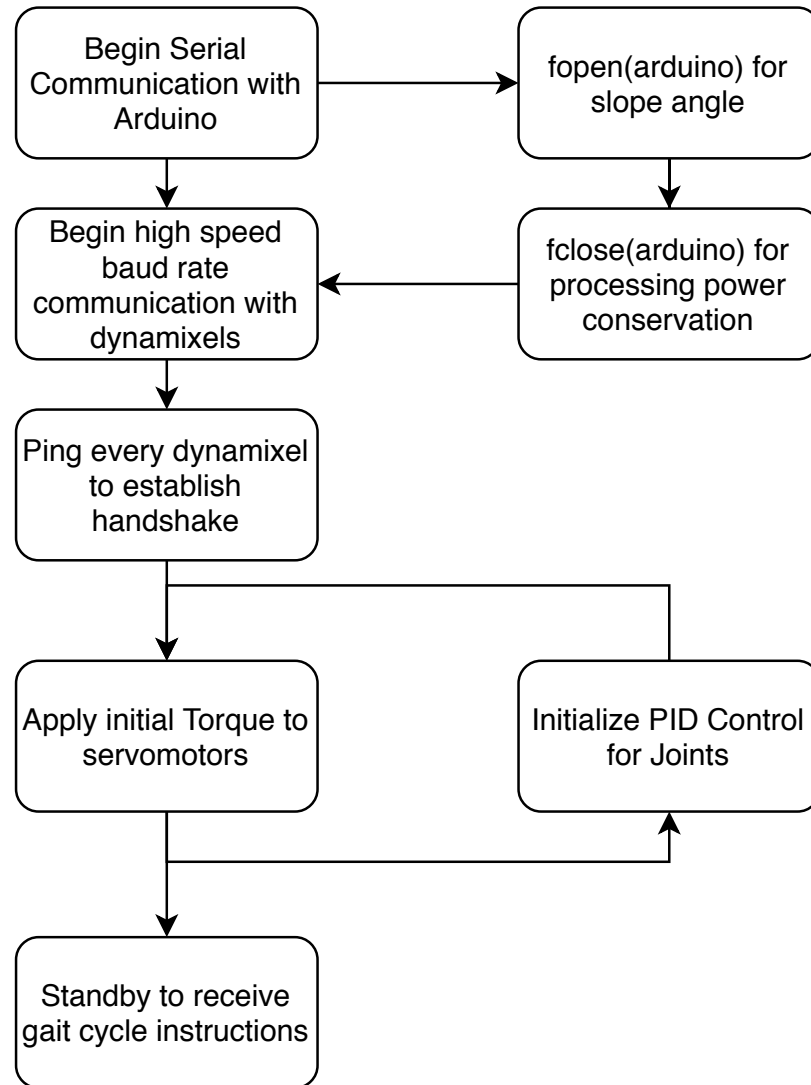 Begin Serial
Communication with
Arduino
fopen(arduino) for
slope angle
Begin high speed
baud rate
communication with
dynamixels
fclose(arduino) for
processing power
conservation
Ping every dynamixel
to establish
handshake
Apply initial Torque to
servomotors
Initialize PID Control
for Joints
Standby to receive
gait cycle instructions